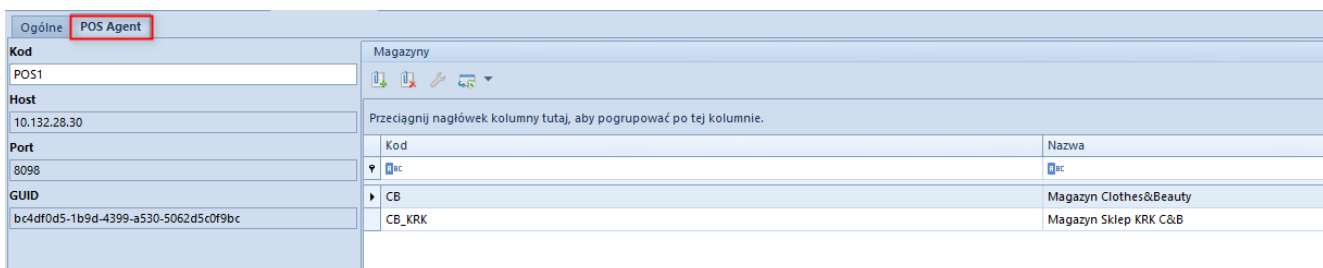 Ogólne POS Agent
Kod
POS1
Host
10.132.28.30
Port
8098
GUID
bc4df0d5-1b9d-4399-a530-5062d5c0f9bc
Magazyny
Przeciągnij nagłówek kolumny tutaj, aby pogrupować po tej kolumnie.
Kod Nazwa
ABC ABC
CB Magazyn Clothes&Beauty
CB_KRK Magazyn Sklep KRK C&B